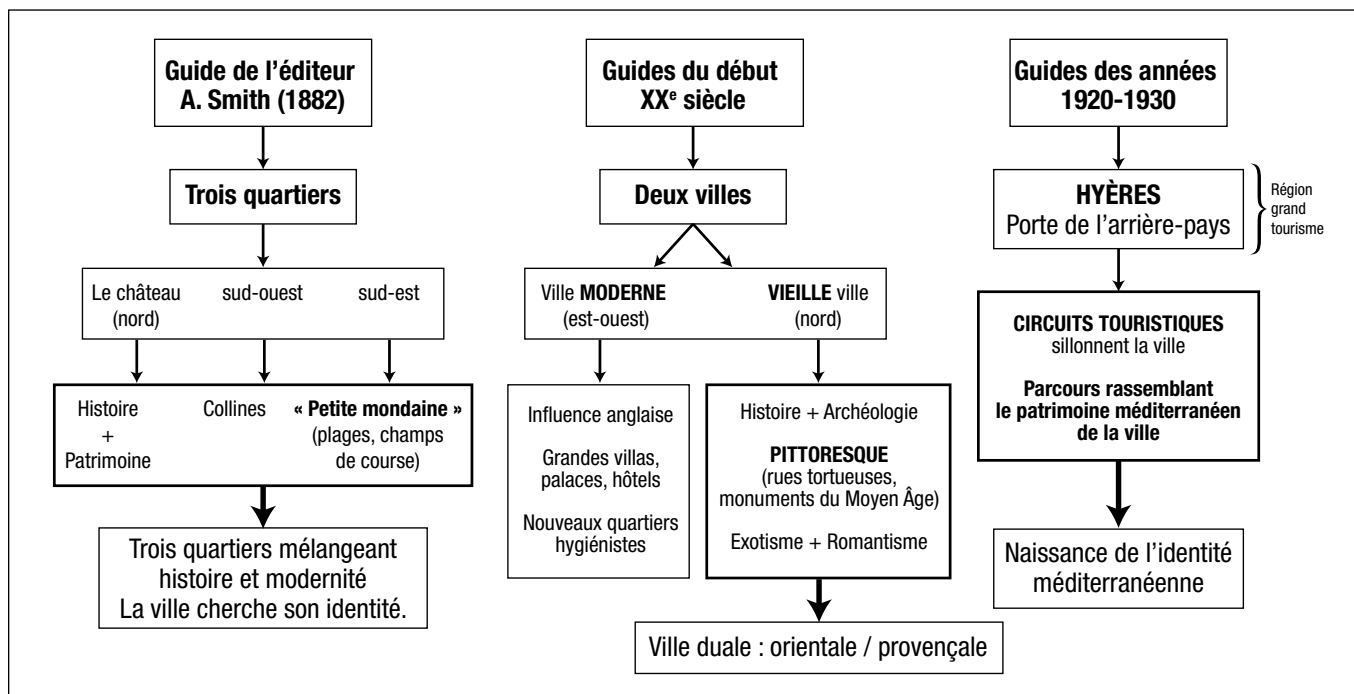 Guide de l’éditeur
A. Smith (1882)
Trois quartiers
Le château
(nord)
sud-ouest
sud-est
Histoire
+
Patrimoine
Collines
« Petite mondaine »
(plages, champs
de course)
Trois quartiers mélangeant
histoire et modernité
La ville cherche son identité.
Guides du début
XXe siècle
Deux villes
Ville MODERNE
(est-ouest)
VIEILLE ville
(nord)
Influence anglaise
Grandes villas,
palaces, hôtels
Nouveaux quartiers
hygiénistes
Histoire + Archéologie
PITTORESQUE
(rues tortueuses,
monuments du Moyen Âge)
Exotisme + Romantisme
Ville duale : orientale / provençale
Guides des années
1920-1930
HYÈRES
Porte de l’arrière-pays
Région
grand
tourisme
CIRCUITS TOURISTIQUES
sillonnent la ville
Parcours rassemblant
le patrimoine méditerranéen
de la ville
Naissance de l’identité
méditerranéenne